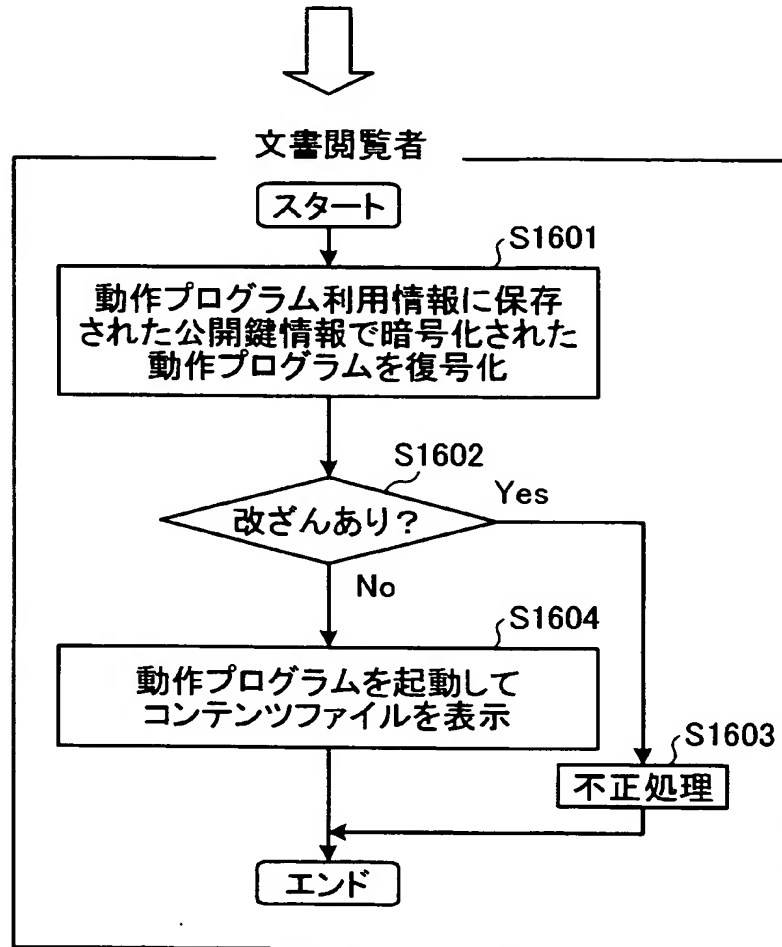 文書閲覧者
スタート
S1601
動作プログラム利用情報に保存
された公開鍵情報で暗号化された
動作プログラムを復号化
S1602
改ざんあり？
Yes
No
S1604
動作プログラムを起動して
コンテンツファイルを表示
S1603
不正処理
エンド